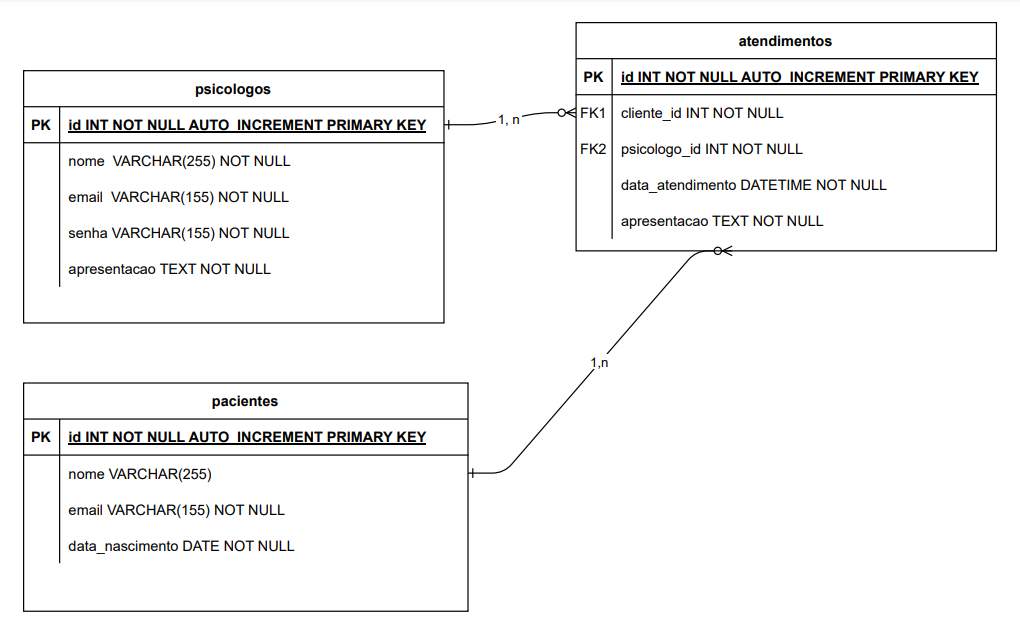 psicologos
PK id INT NOT NULL AUTO_INCREMENT PRIMARY KEY
nome VARCHAR(255) NOT NULL
email VARCHAR(155) NOT NULL
senha VARCHAR(155) NOT NULL
apresentacao TEXT NOT NULL
1, n
atendimentos
PK id INT NOT NULL AUTO_INCREMENT PRIMARY KEY
FK1 cliente_id INT NOT NULL
FK2 psicologo_id INT NOT NULL
data_atendimento DATETIME NOT NULL
apresentacao TEXT NOT NULL
1,n
pacientes
PK id INT NOT NULL AUTO_INCREMENT PRIMARY KEY
nome VARCHAR(255)
email VARCHAR(155) NOT NULL
data_nascimento DATE NOT NULL